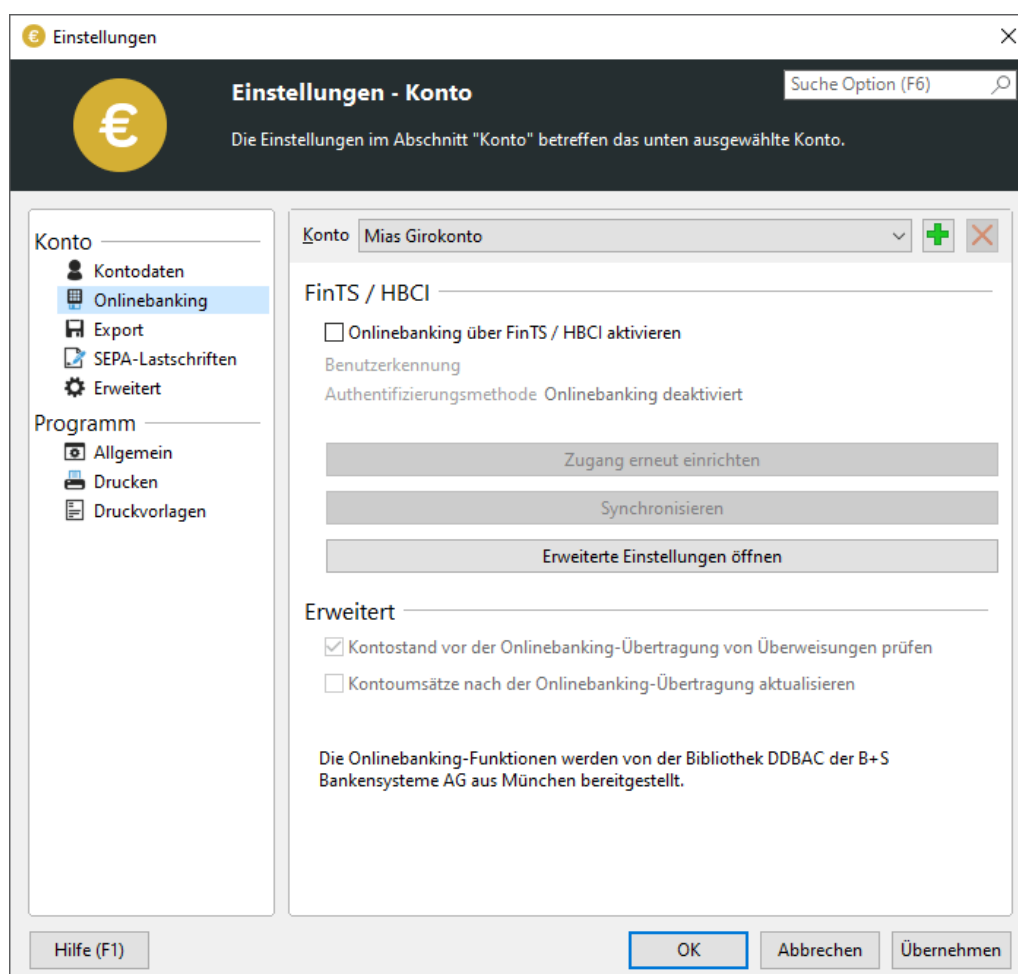 € Einstellungen
€
Einstellungen - Konto
Suche Option (F6)
Die Einstellungen im Abschnitt "Konto" betreffen das unten ausgewählte Konto.
Konto
Kontodaten
Onlinebanking
Export
SEPA-Lastschriften
Erweitert
Programm
Allgemein
Drucken
Druckvorlagen
Konto Mias Girokonto
FinTS / HBCI
Onlinebanking über FinTS / HBCI aktivieren
Benutzerkennung
Authentifizierungsmethode Onlinebanking deaktiviert
Zugang erneut einrichten
Synchronisieren
Erweiterte Einstellungen öffnen
Erweitert
Kontostand vor der Onlinebanking-Übertragung von Überweisungen prüfen
Kontoumsätze nach der Onlinebanking-Übertragung aktualisieren
Die Onlinebanking-Funktionen werden von der Bibliothek DDBAC der B+S
Bankensysteme AG aus München bereitgestellt.
Hilfe (F1)
OK
Abbrechen
Übernehmen